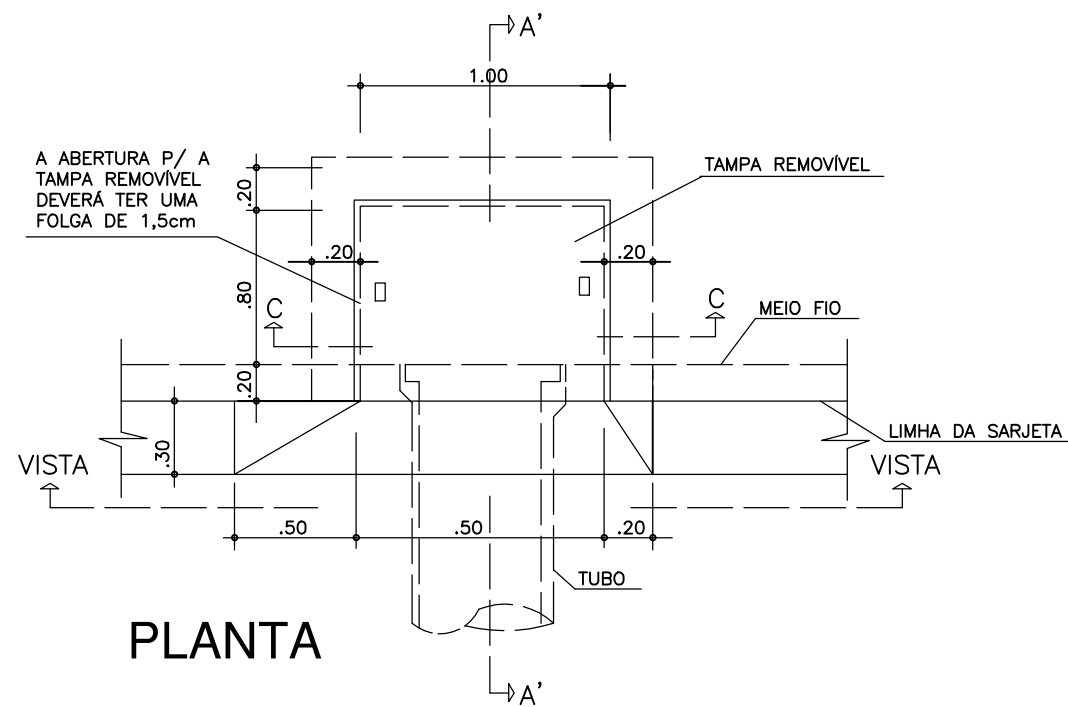 A'
1.00
A ABERTURA P/ A
TAMPA REMOVÍVEL
DEVERÁ TER UMA
FOLGA DE 1,5cm
TAMPA REMOVÍVEL
.20
.20
.20
.80
C
C
MEIO FIO
.20
.30
LIMHA DA SARJETA
VISTA
VISTA
.50
.50
.20
TUBO
PLANTA
A'